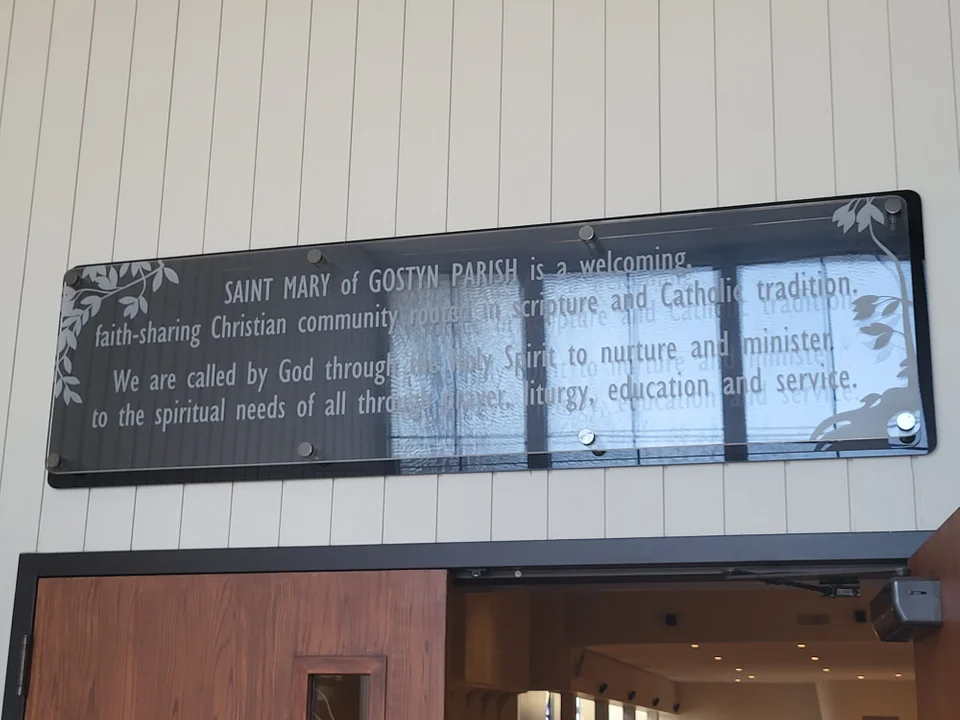 SAINT MARY of GOSTYN PARISH is a welcoming,
faith-sharing Christian community rooted in scripture and Catholic tradition.
We are called by God through the Holy Spirit to nurture and minister
to the spiritual needs of all through prayer, liturgy, education and service.